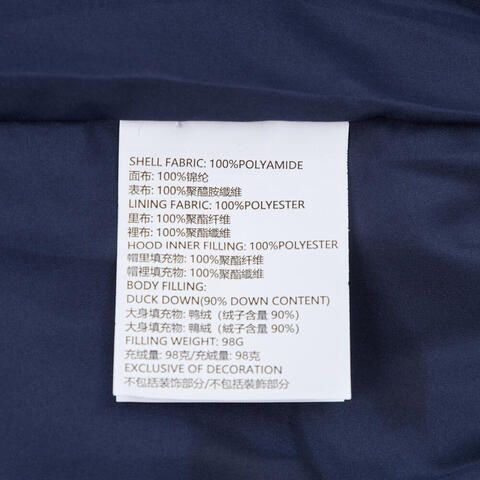 SHELL FABRIC: 100%POLYAMIDE
面布: 100%锦纶
表布: 100%聚醯胺纖維
LINING FABRIC: 100%POLYESTER
里布: 100%聚酯纤维
裡布: 100%聚酯纖維
HOOD INNER FILLING: 100%POLYESTER
帽里填充物: 100%聚酯纤维
帽裡填充物: 100%聚酯纖維
BODY FILLING:
DUCK DOWN(90% DOWN CONTENT)
大身填充物: 鸭绒（绒子含量 90%）
大身填充物: 鴨絨（絨子含量 90%）
FILLING WEIGHT: 98G
充绒量: 98克/充絨量: 98克
EXCLUSIVE OF DECORATION
不包括装饰部分/不包括裝飾部分